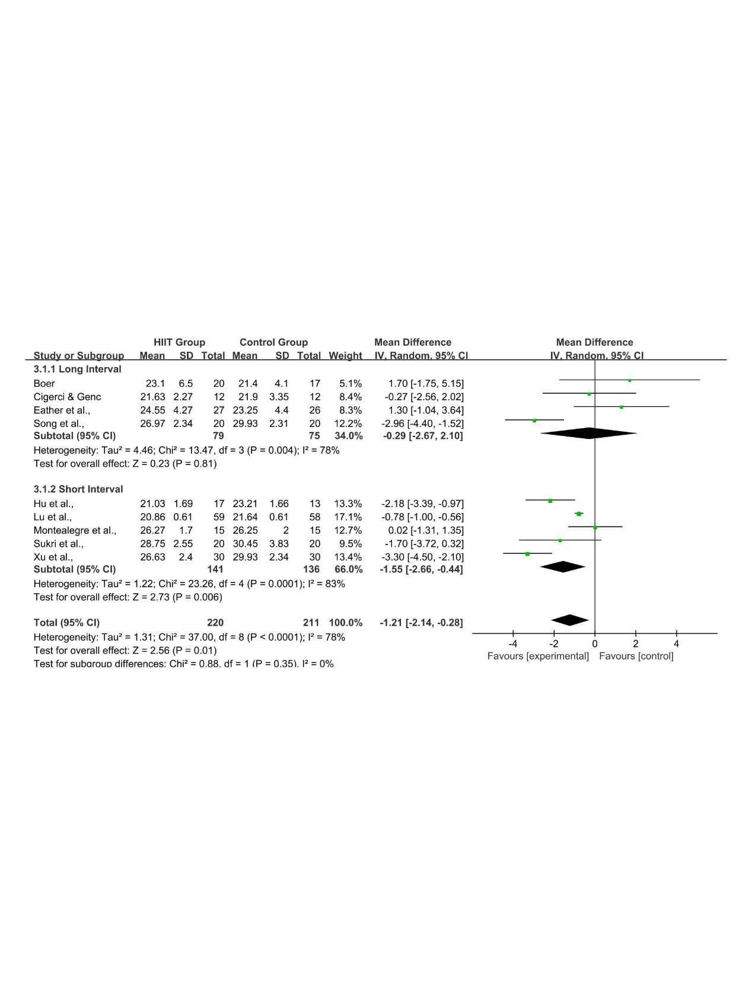 HIIT Group Control Group Mean Difference Mean Difference
Study or Subgroup Mean SD Total Mean SD Total Weight IV, Random, 95% CI IV, Random, 95% CI
3.1.1 Long Interval
Boer 23.1 6.5 20 21.4 4.1 17 5.1% 1.70 [-1.75, 5.15]
Cigerci & Genc 21.63 2.27 12 21.9 3.35 12 8.4% -0.27 [-2.56, 2.02]
Eather et al., 24.55 4.27 27 23.25 4.4 26 8.3% 1.30 [-1.04, 3.64]
Song et al., 26.97 2.34 20 29.93 2.31 20 12.2% -2.96 [-4.40, -1.52]
Subtotal (95% CI) 79 75 34.0% -0.29 [-2.67, 2.10]
Heterogeneity: Tau² = 4.46; Chi² = 13.47, df = 3 (P = 0.004); I² = 78%
Test for overall effect: Z = 0.23 (P = 0.81)
3.1.2 Short Interval
Hu et al., 21.03 1.69 17 23.21 1.66 13 13.3% -2.18 [-3.39, -0.97]
Lu et al., 20.86 0.61 59 21.64 0.61 58 17.1% -0.78 [-1.00, -0.56]
Montealegre et al., 26.27 1.7 15 26.25 2 15 12.7% 0.02 [-1.31, 1.35]
Sukri et al., 28.75 2.55 20 30.45 3.83 20 9.5% -1.70 [-3.72, 0.32]
Xu et al., 26.63 2.4 30 29.93 2.34 30 13.4% -3.30 [-4.50, -2.10]
Subtotal (95% CI) 141 136 66.0% -1.55 [-2.66, -0.44]
Heterogeneity: Tau² = 1.22; Chi² = 23.26, df = 4 (P = 0.0001); I² = 83%
Test for overall effect: Z = 2.73 (P = 0.006)
Total (95% CI) 220 211 100.0% -1.21 [-2.14, -0.28]
Heterogeneity: Tau² = 1.31; Chi² = 37.00, df = 8 (P < 0.0001); I² = 78%
Test for overall effect: Z = 2.56 (P = 0.01)
Test for subgroup differences: Chi² = 0.88, df = 1 (P = 0.35), I² = 0%
-4 -2 0 2 4
Favours [experimental] Favours [control]